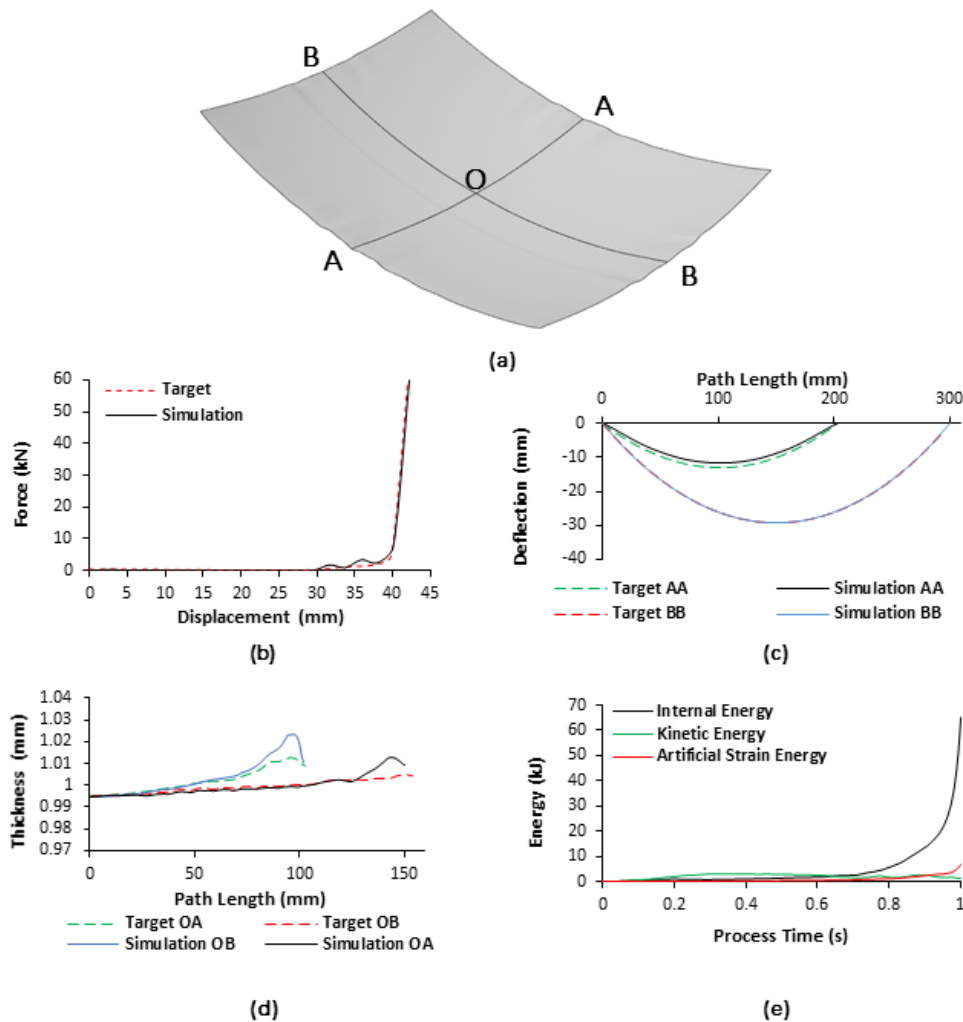 B
A
O
A
B
(a)
Target
Simulation
60
50
40
30
20
10
0
0 5 10 15 20 25 30 35 40 45
Force (kN)
Displacement (mm)
(b)
Path Length (mm)
0 100 200 300
0
-10
-20
-30
-40
Deflection (mm)
Target AA Simulation AA
Target BB Simulation BB
(c)
1.04
1.03
1.02
1.01
1
0.99
0.98
0.97
Thickness (mm)
0 50 100 150
Path Length (mm)
Target OA Target OB
Simulation OB Simulation OA
(d)
70
60
50
40
30
20
10
0
Energy (kJ)
Internal Energy
Kinetic Energy
Artificial Strain Energy
0 0.2 0.4 0.6 0.8 1
Process Time (s)
(e)